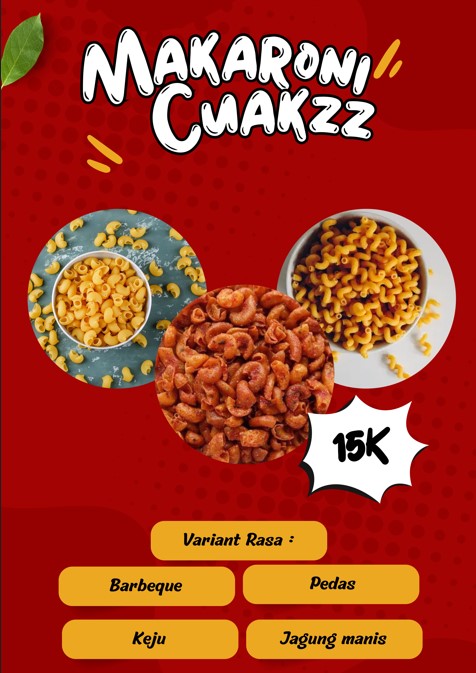 Makaroni
Cuakzz
15K
Variant Rasa :
Barbeque
Pedas
Keju
Jagung manis